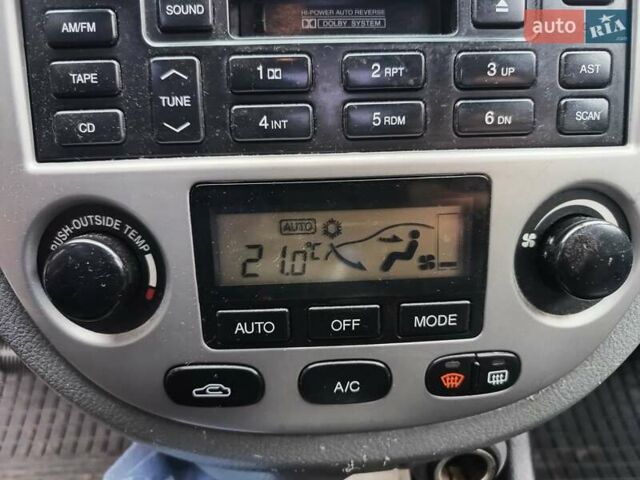 SOUND
HI-POWER AUTO REVERSE
DOLBY SYSTEM
auto RIA
.com
AM/FM
TAPE
TUNE
1
2 RPT
3 UP
AST
CD
4 INT
5 RDM
6 DN
SCAN
PUSH-OUTSIDE TEMP
AUTO
21.0°C
AUTO
OFF
MODE
A/C